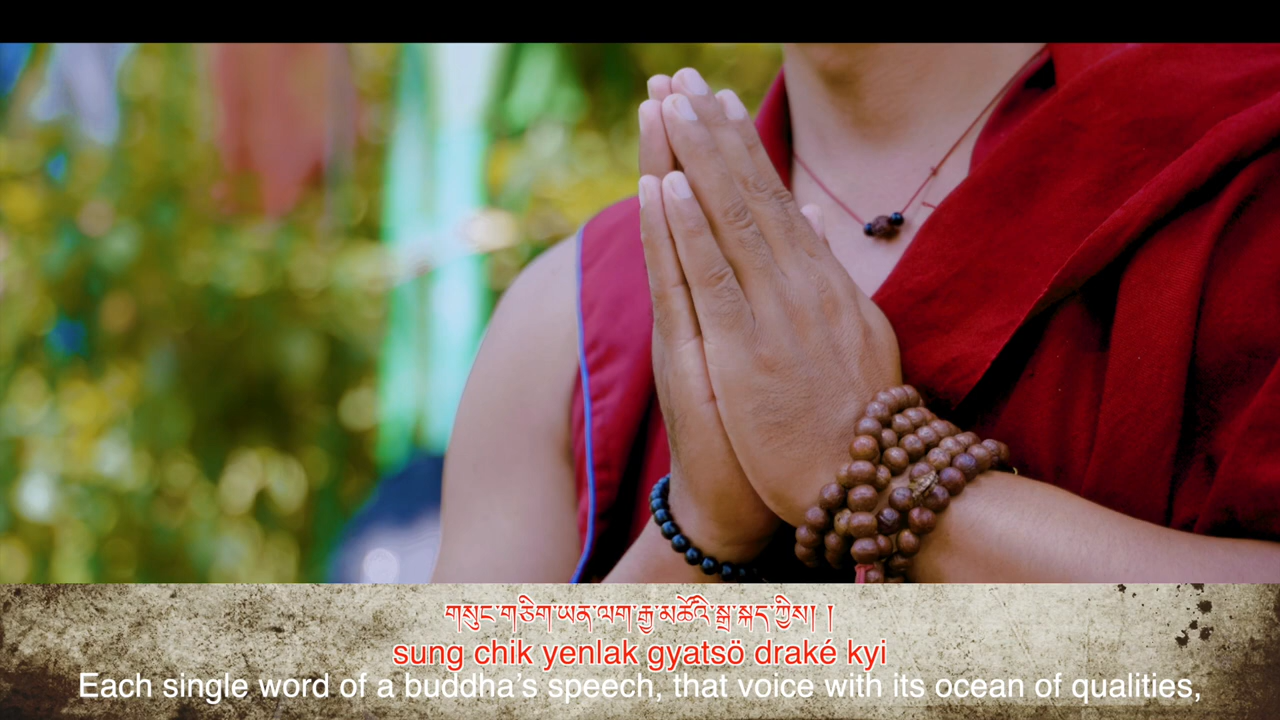 གསུང་གཅིག་ཡན་ལག་རྒྱ་མཚོའི་སྒྲ་སྐད་ཀྱིས། །
sung chik yenlak gyatsö draké kyi
Each single word of a buddha’s speech, that voice with its ocean of qualities,